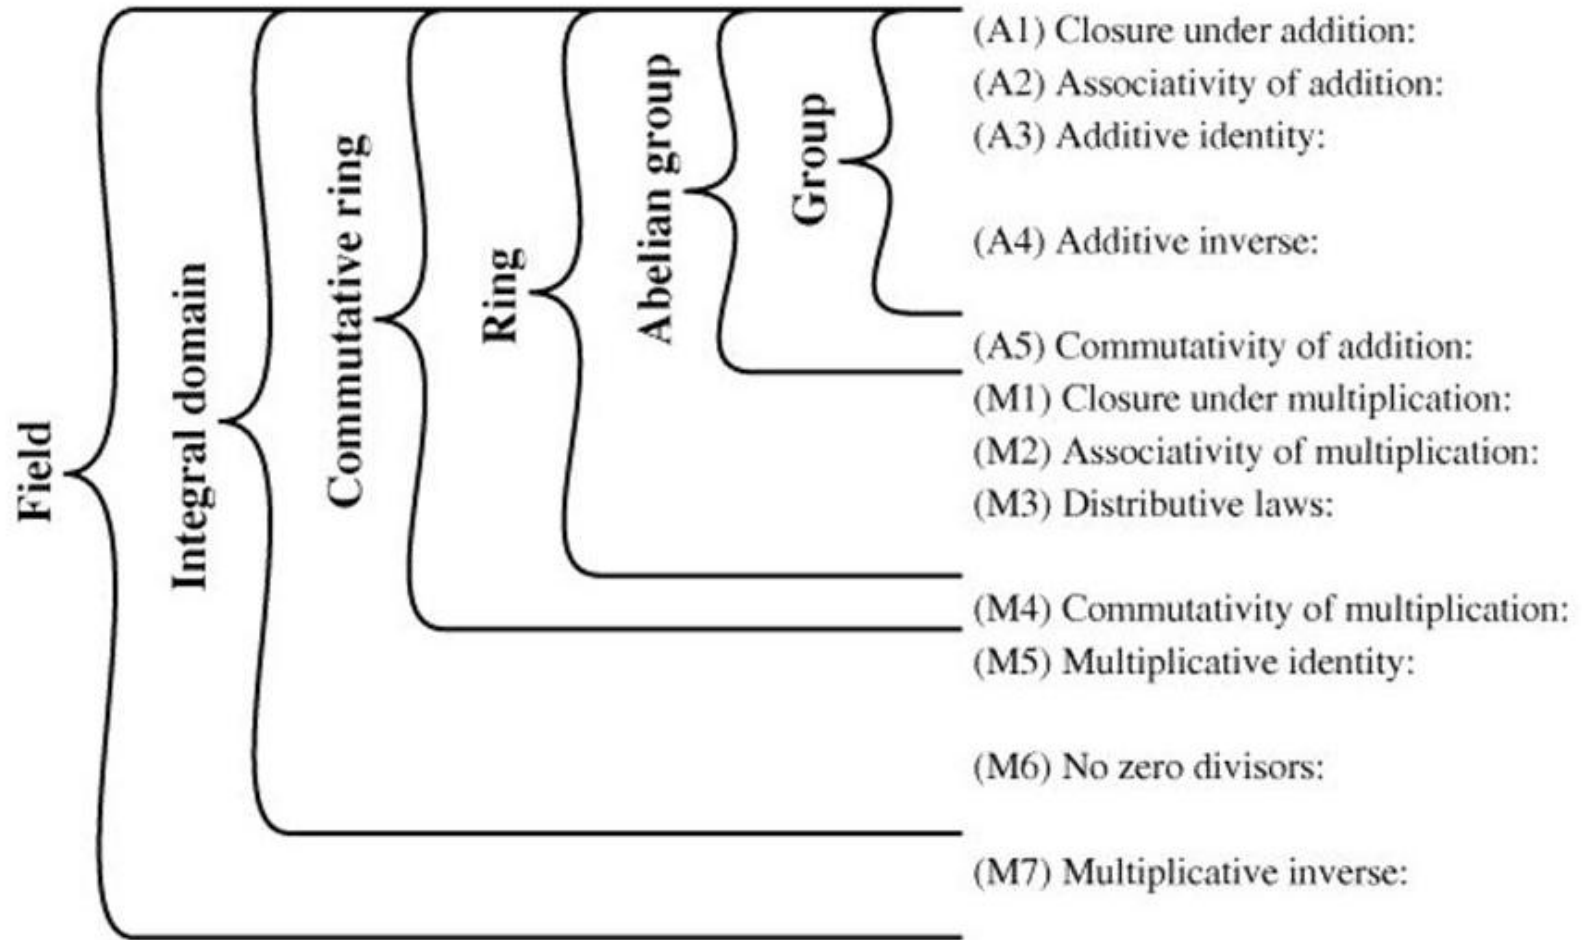 Field
Integral domain
Commutative ring
Ring
Abelian group
Group
(A1) Closure under addition:
(A2) Associativity of addition:
(A3) Additive identity:
(A4) Additive inverse:
(A5) Commutativity of addition:
(M1) Closure under multiplication:
(M2) Associativity of multiplication:
(M3) Distributive laws:
(M4) Commutativity of multiplication:
(M5) Multiplicative identity:
(M6) No zero divisors:
(M7) Multiplicative inverse: